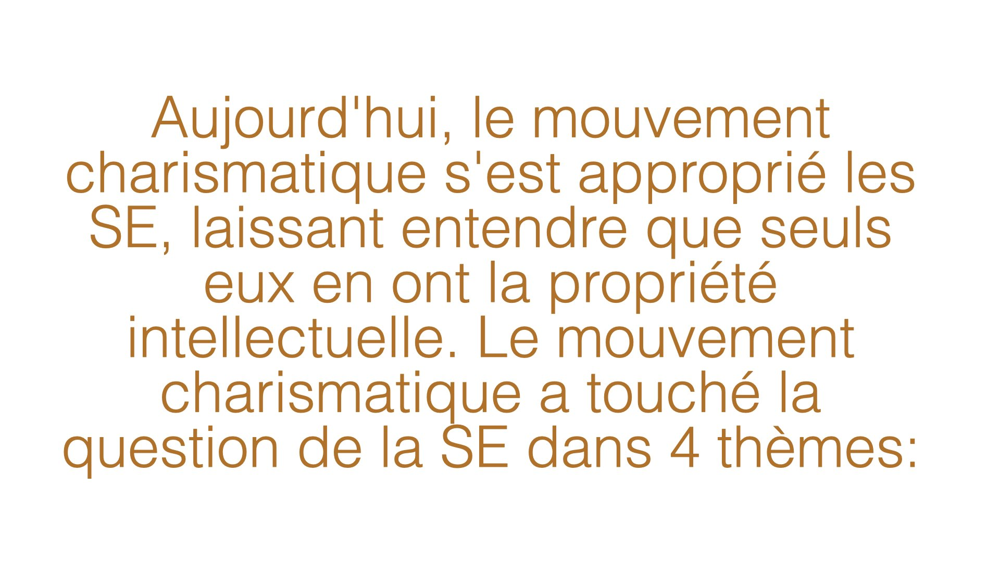 Aujourd'hui, le mouvement
charismatique s'est approprié les
SE, laissant entendre que seuls
eux en ont la propriété
intellectuelle. Le mouvement
charismatique a touché la
question de la SE dans 4 thèmes: